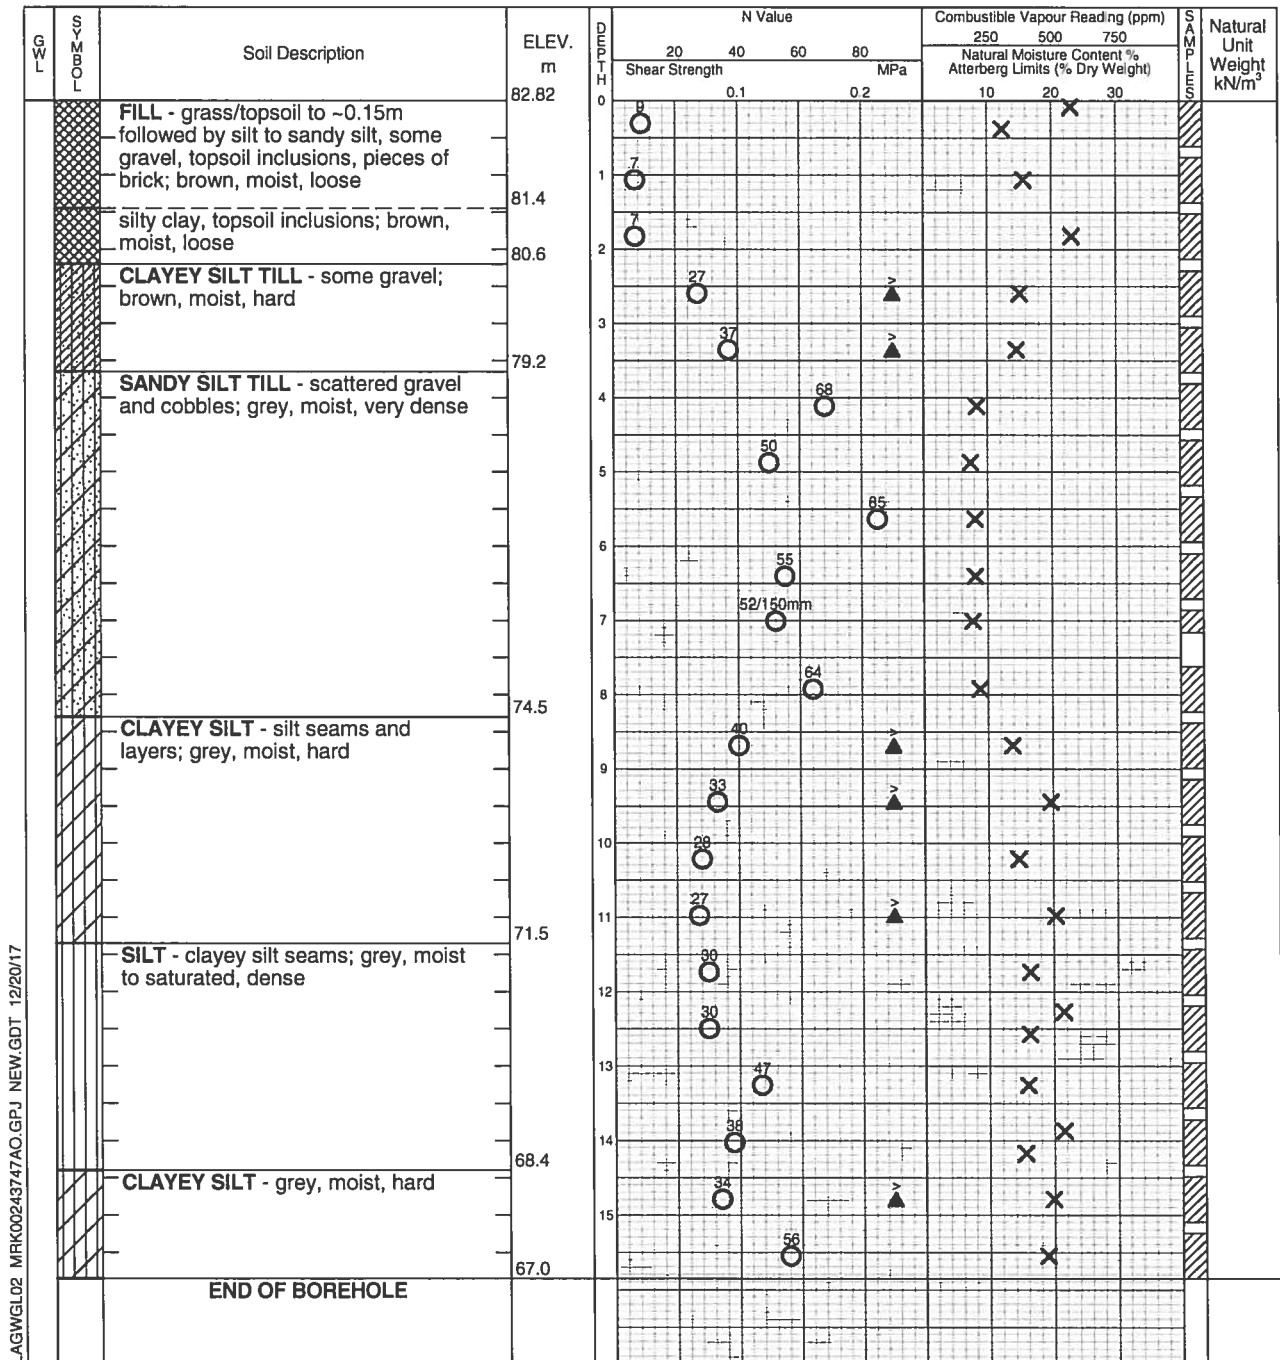 GWL
SYMBOL
Soil Description
ELEV.
m
DEPTH
N Value
20 40 60 80
Shear Strength MPa
0.1 0.2
Combustible Vapour Reading (ppm)
250 500 750
Natural Moisture Content %
Atterberg Limits (% Dry Weight)
10 20 30
SAMPLES
Natural
Unit
Weight
kN/m³
82.82
FILL - grass/topsoil to ~0.15m
followed by silt to sandy silt, some
gravel, topsoil inclusions, pieces of
brick; brown, moist, loose
81.4
silty clay, topsoil inclusions; brown,
moist, loose
80.6
CLAYEY SILT TILL - some gravel;
brown, moist, hard
79.2
SANDY SILT TILL - scattered gravel
and cobbles; grey, moist, very dense
74.5
CLAYEY SILT - silt seams and
layers; grey, moist, hard
71.5
SILT - clayey silt seams; grey, moist
to saturated, dense
68.4
CLAYEY SILT - grey, moist, hard
67.0
END OF BOREHOLE
0
1
2
3
4
5
6
7
8
9
10
11
12
13
14
15
9
7
7
27
37
68
50
85
55
52/150mm
64
40
33
28
27
30
30
47
38
34
56
LAGWGL02 MRK00243747AO.GPJ NEW.GDT 12/20/17